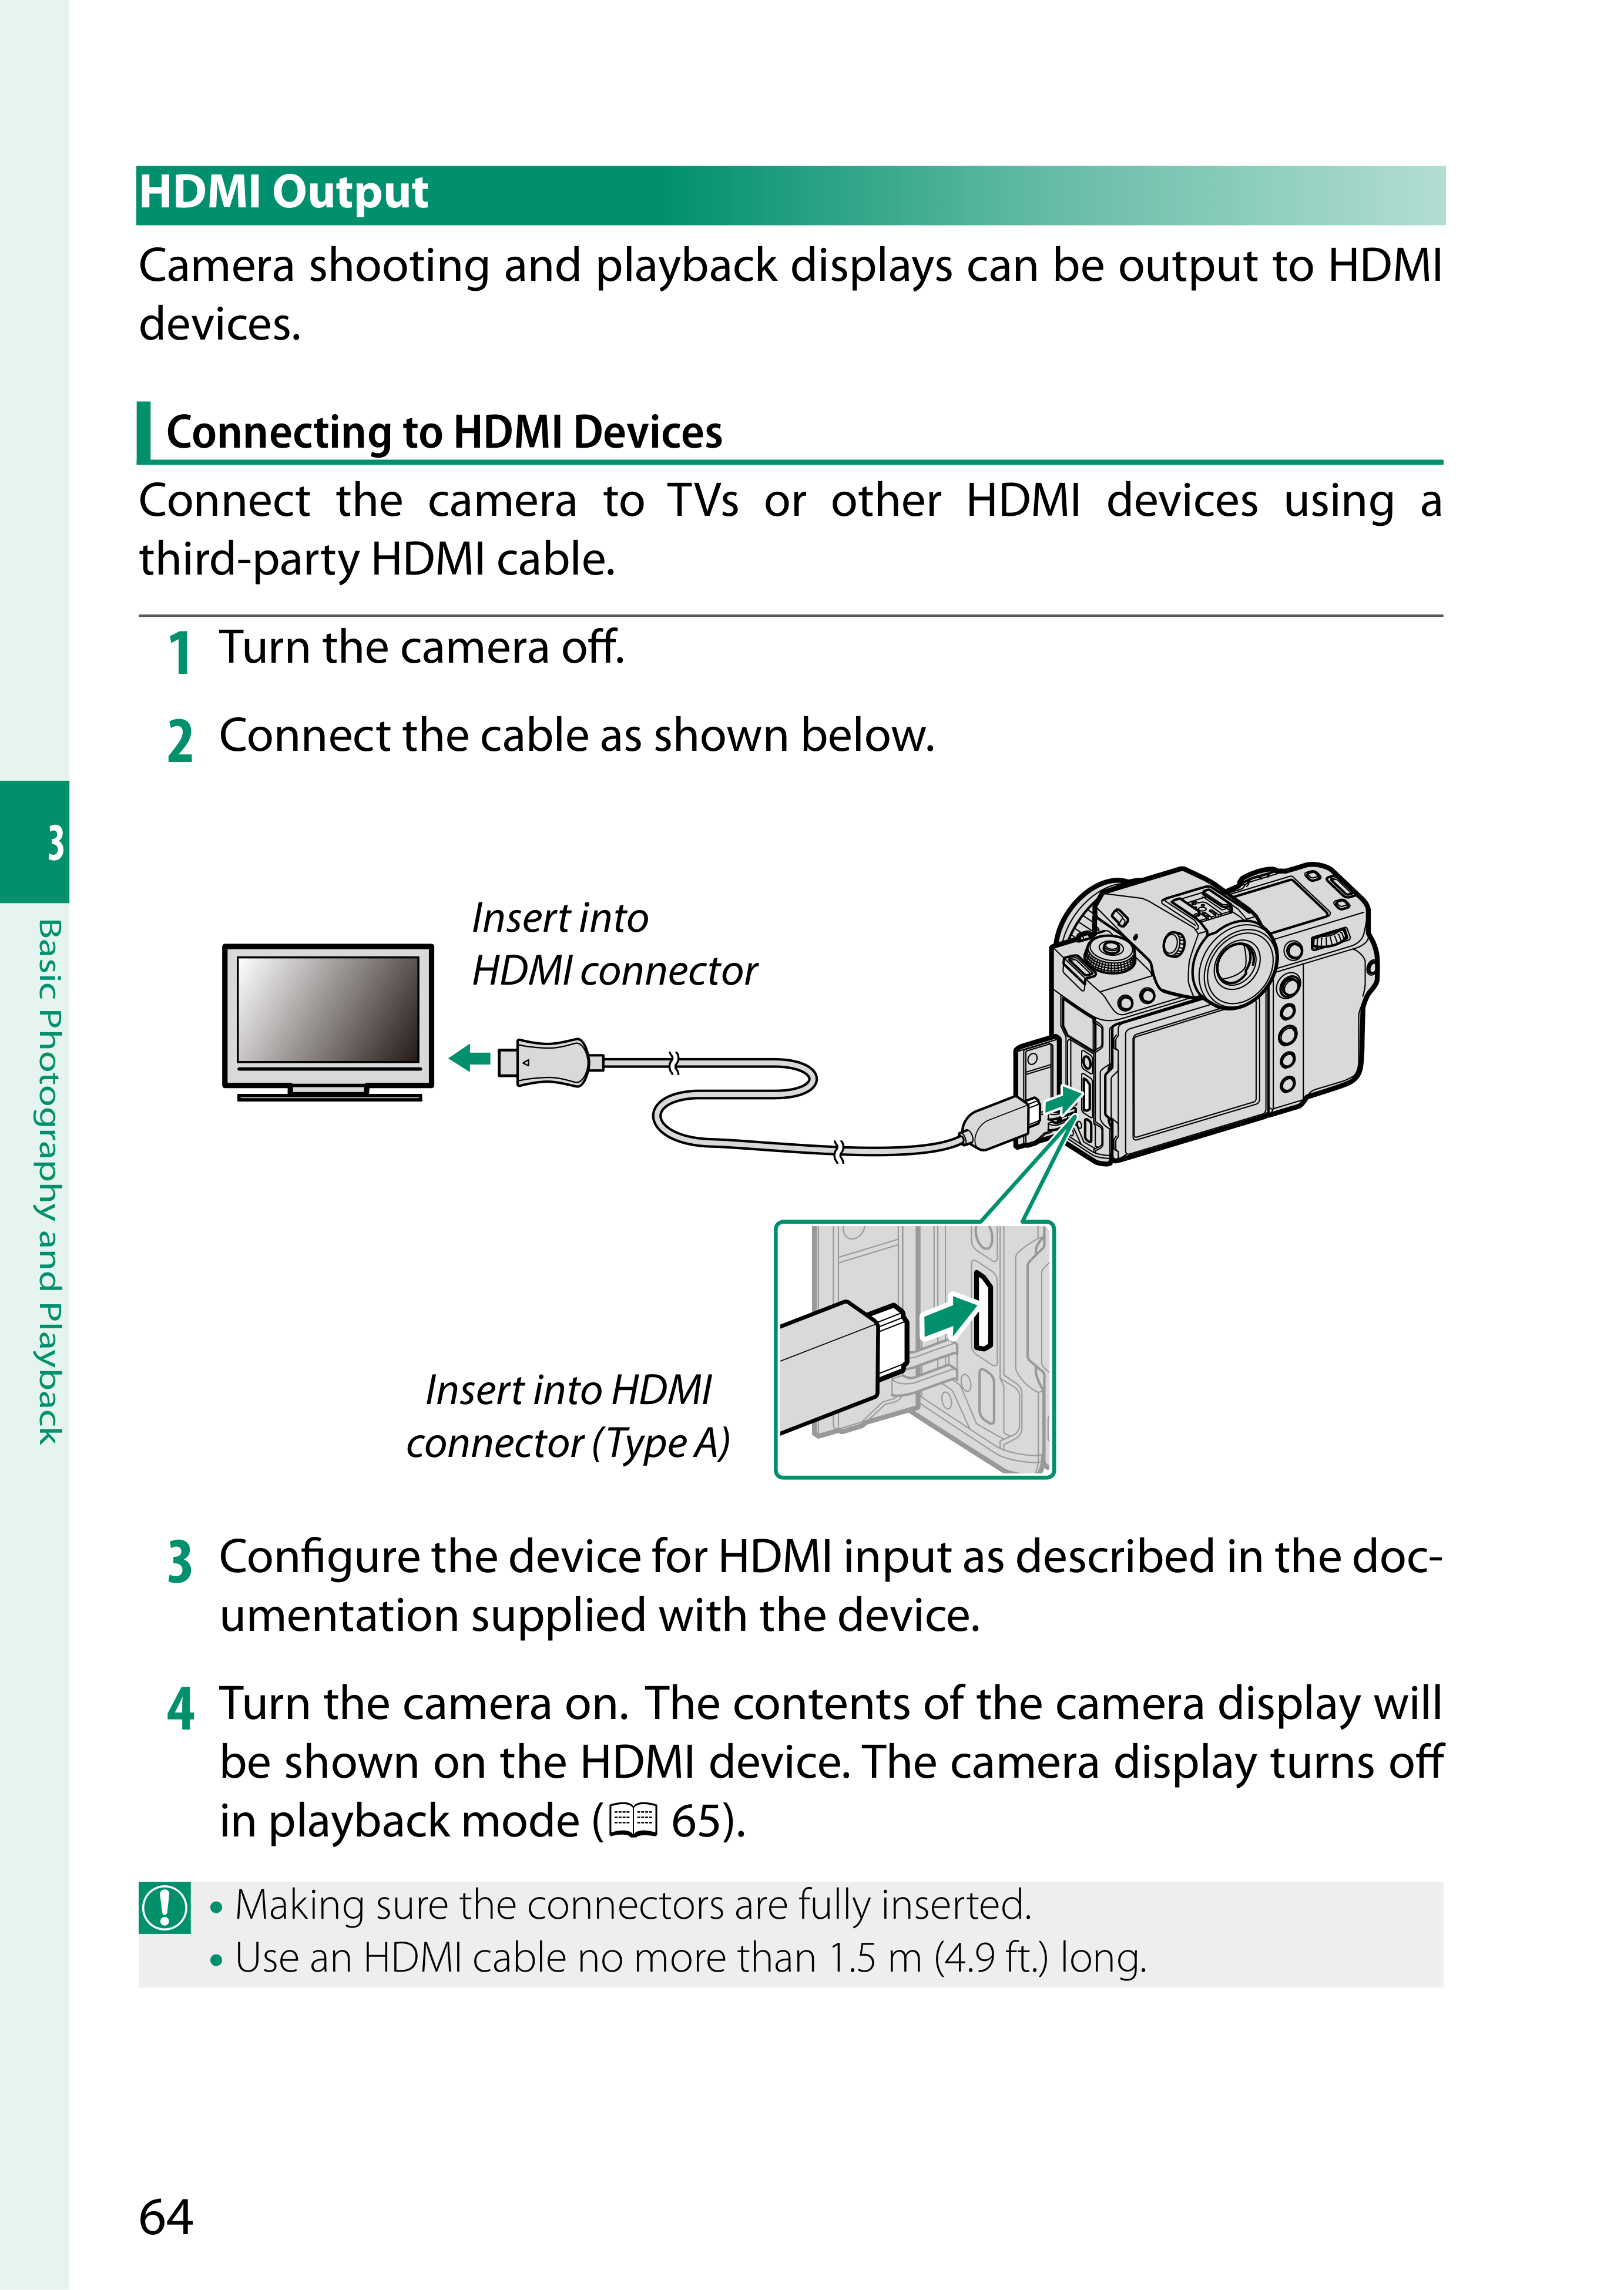 HDMI Output
Camera shooting and playback displays can be output to HDMI
devices.
Connecting to HDMI Devices
Connect the camera to TVs or other HDMI devices using a
third-party HDMI cable.
1 Turn the camera off.
2 Connect the cable as shown below.
Insert into
HDMI connector
Insert into HDMI
connector (Type A)
3 Configure the device for HDMI input as described in the doc-
umentation supplied with the device.
4 Turn the camera on. The contents of the camera display will
be shown on the HDMI device. The camera display turns off
in playback mode (📖 65).
• Making sure the connectors are fully inserted.
• Use an HDMI cable no more than 1.5 m (4.9 ft.) long.
3
Basic Photography and Playback
64